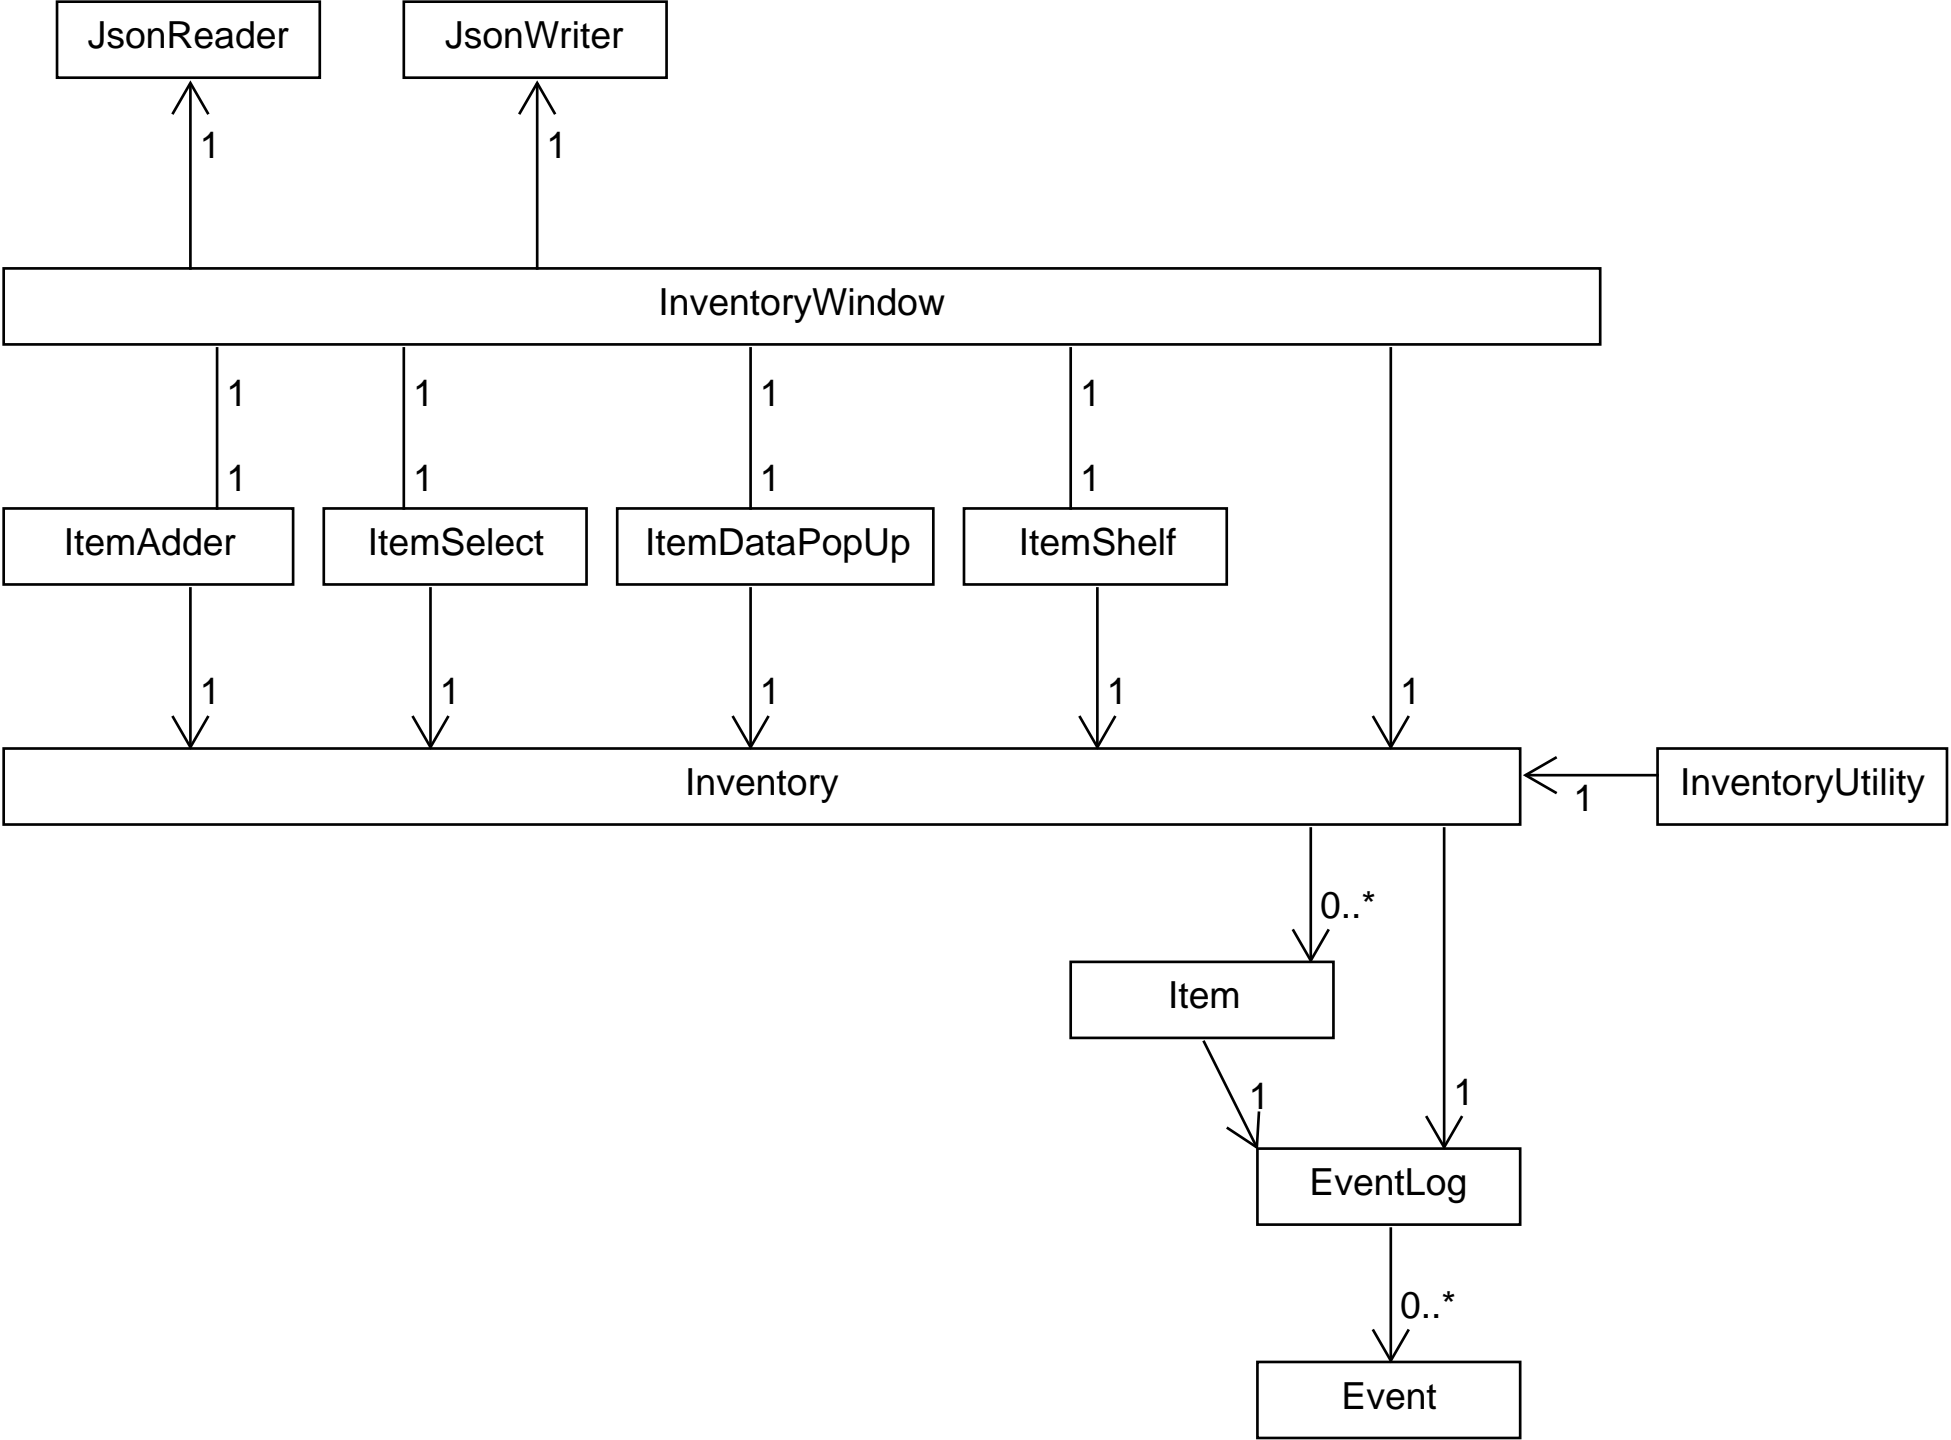 JsonReader
JsonWriter
1
1
InventoryWindow
1
1
1
1
1
1
1
1
ItemAdder
ItemSelect
ItemDataPopUp
ItemShelf
1
1
1
1
1
Inventory
1
InventoryUtility
0..*
Item
1
1
EventLog
0..*
Event